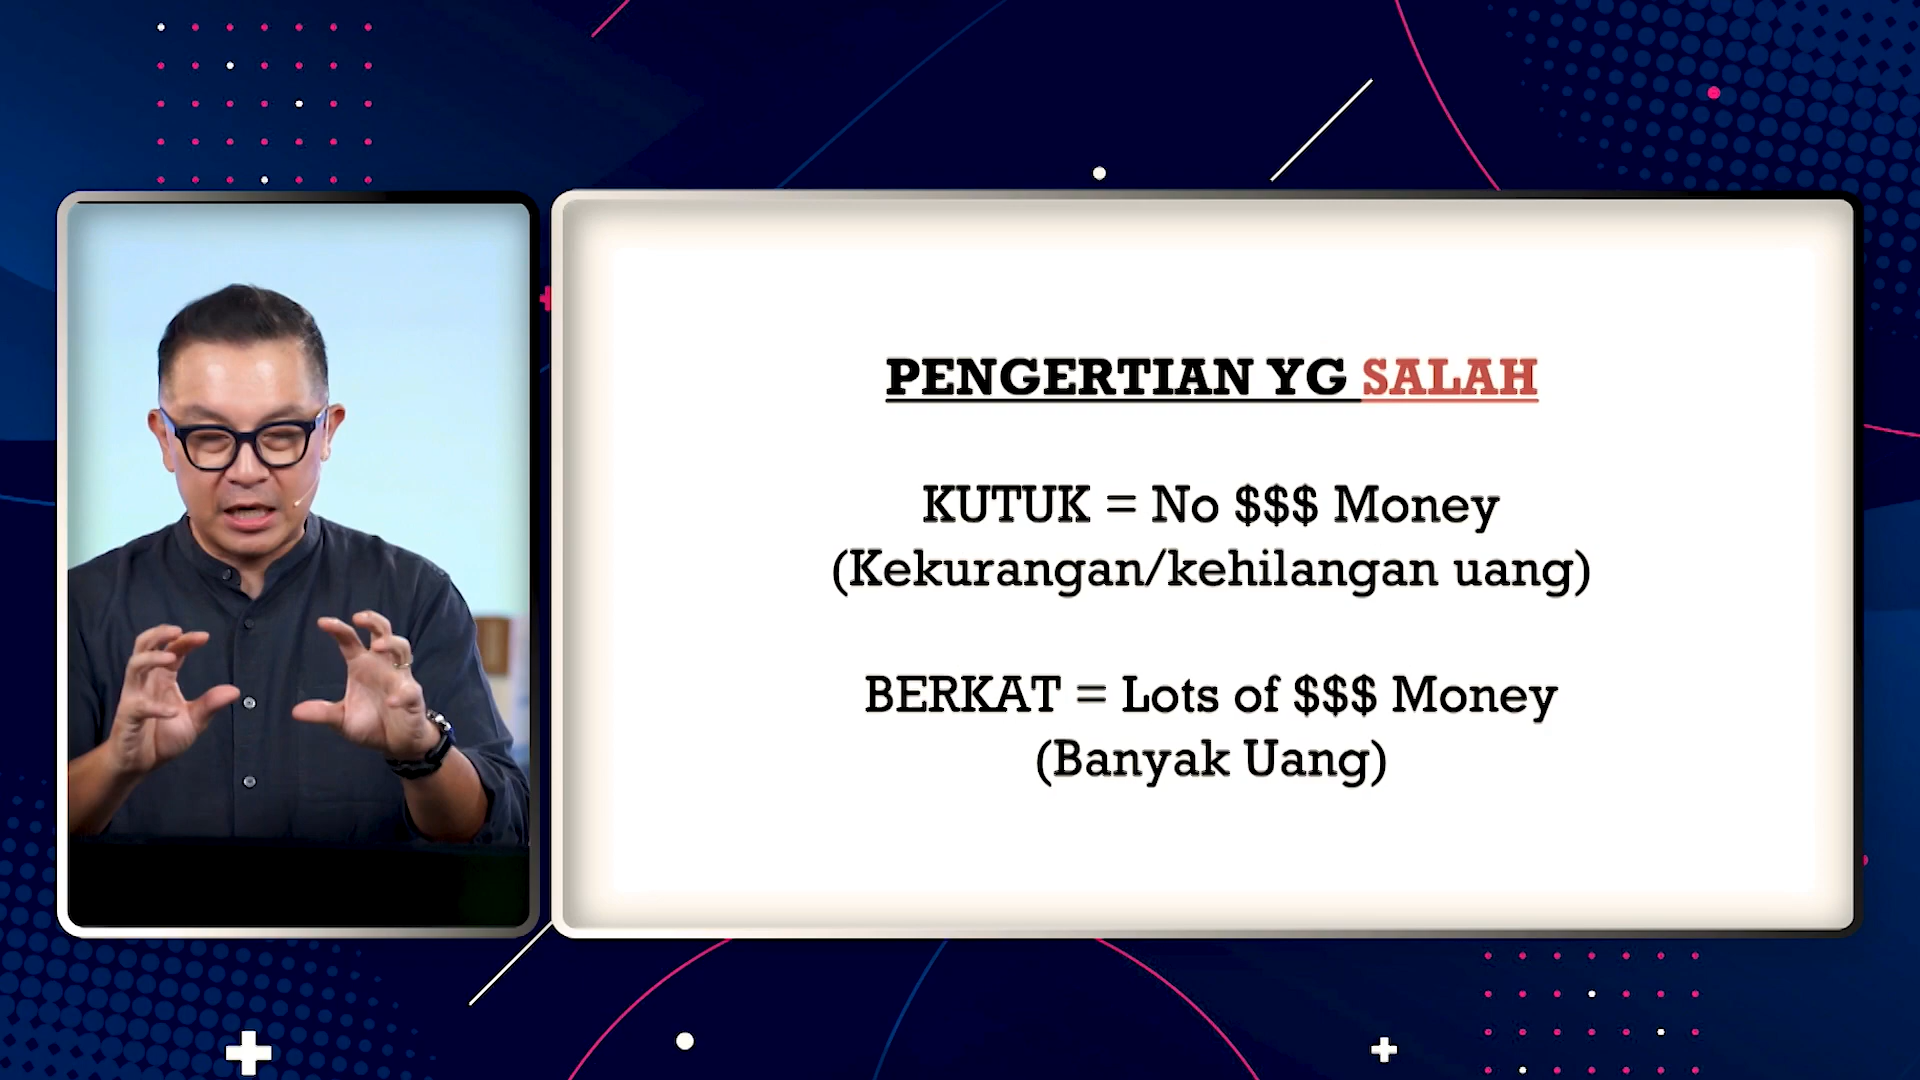 PENGERTIAN YG SALAH
KUTUK = No $$$ Money
(Kekurangan/kehilangan uang)
BERKAT = Lots of $$$ Money
(Banyak Uang)